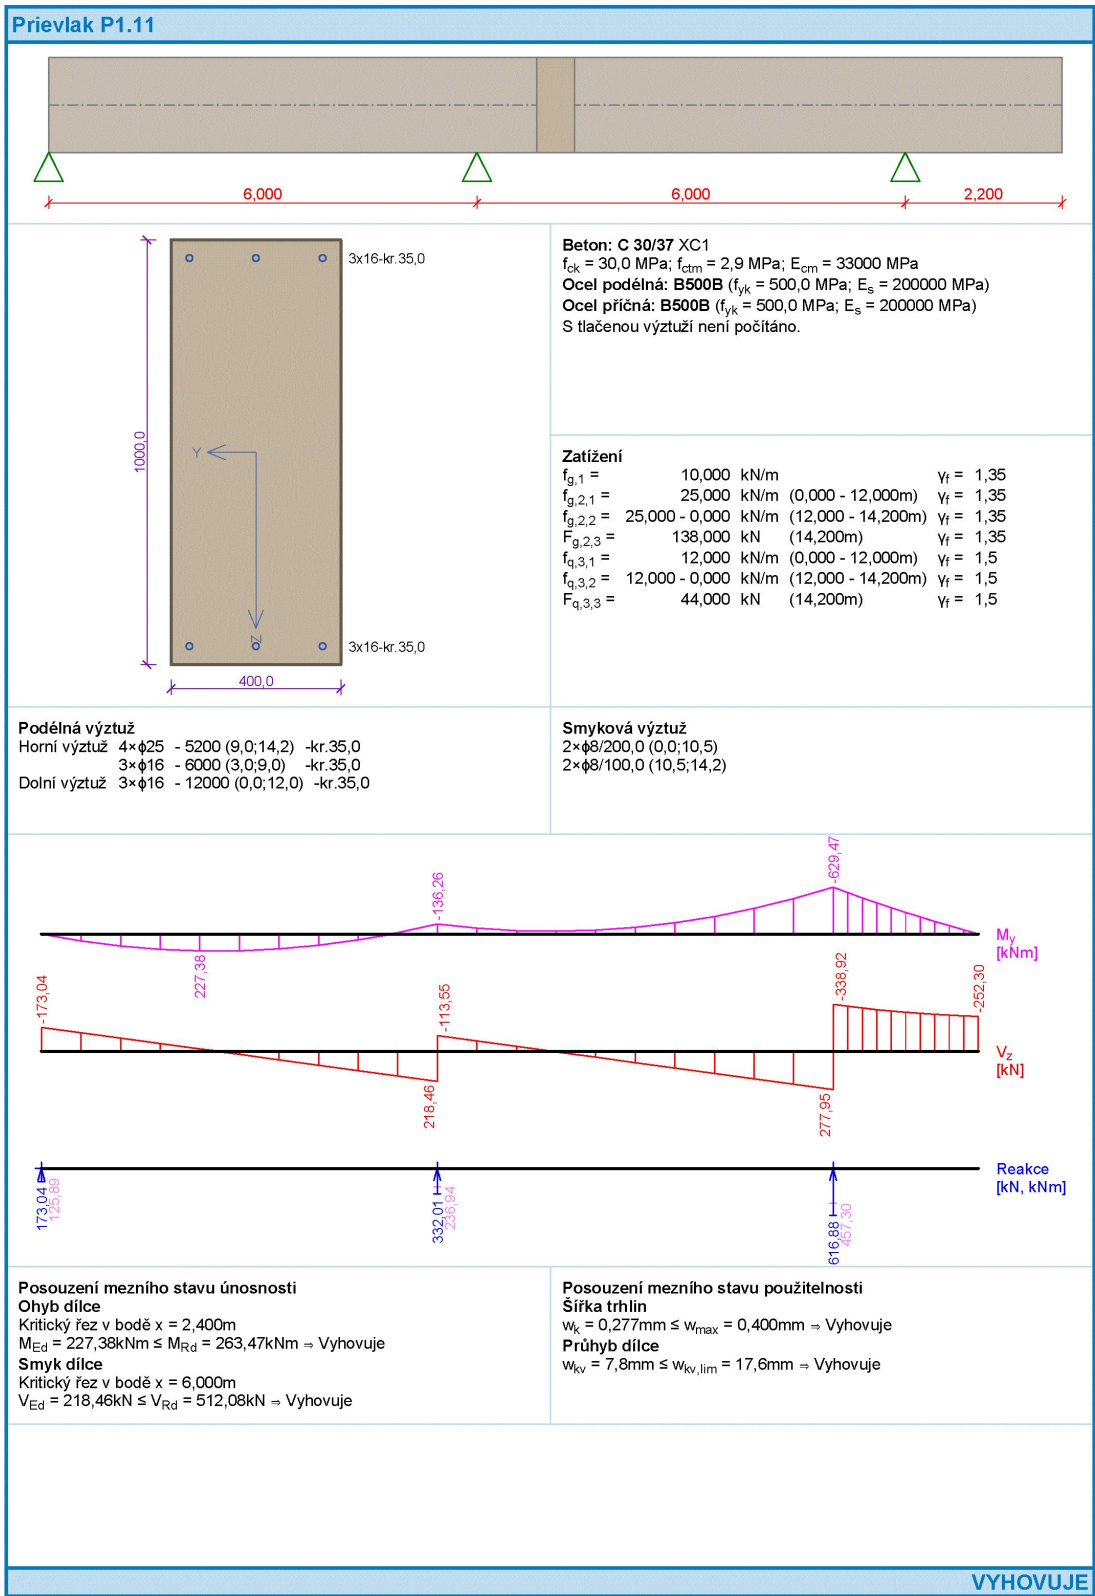 Prievlak P1.11
6,000
6,000
2,200
3x16-kr.35,0
1000,0
Y
Z
3x16-kr.35,0
400,0
Beton: C 30/37 XC1
fck = 30,0 MPa; fctm = 2,9 MPa; Ecm = 33000 MPa
Ocel podélná: B500B (fyk = 500,0 MPa; Es = 200000 MPa)
Ocel příčná: B500B (fyk = 500,0 MPa; Es = 200000 MPa)
S tlačenou výztuží není počítáno.
Zatížení
fg,1 = 10,000 kN/m γf = 1,35
fg,2,1 = 25,000 kN/m (0,000 - 12,000m) γf = 1,35
fg,2,2 = 25,000 - 0,000 kN/m (12,000 - 14,200m) γf = 1,35
Fg,2,3 = 138,000 kN (14,200m) γf = 1,35
fq,3,1 = 12,000 kN/m (0,000 - 12,000m) γf = 1,5
fq,3,2 = 12,000 - 0,000 kN/m (12,000 - 14,200m) γf = 1,5
Fq,3,3 = 44,000 kN (14,200m) γf = 1,5
Podélná výztuž
Horní výztuž 4×ϕ25 - 5200 (9,0;14,2) -kr.35,0
3×ϕ16 - 6000 (3,0;9,0) -kr.35,0
Dolní výztuž 3×ϕ16 - 12000 (0,0;12,0) -kr.35,0
Smyková výztuž
2×ϕ8/200,0 (0,0;10,5)
2×ϕ8/100,0 (10,5;14,2)
227,38
-136,26
-629,47
My
[kNm]
-173,04
218,46
-113,55
277,95
-338,92
-252,30
Vz
[kN]
173,04
125,89
332,01
236,94
616,88
457,30
Reakce
[kN, kNm]
Posouzení mezního stavu únosnosti
Ohyb dílce
Kritický řez v bodě x = 2,400m
MEd = 227,38kNm ≤ MRd = 263,47kNm ⇒ Vyhovuje
Smyk dílce
Kritický řez v bodě x = 6,000m
VEd = 218,46kN ≤ VRd = 512,08kN ⇒ Vyhovuje
Posouzení mezního stavu použitelnosti
Šířka trhlin
wk = 0,277mm ≤ wmax = 0,400mm ⇒ Vyhovuje
Průhyb dílce
wkv = 7,8mm ≤ wkv,lim = 17,6mm ⇒ Vyhovuje
VYHOVUJE